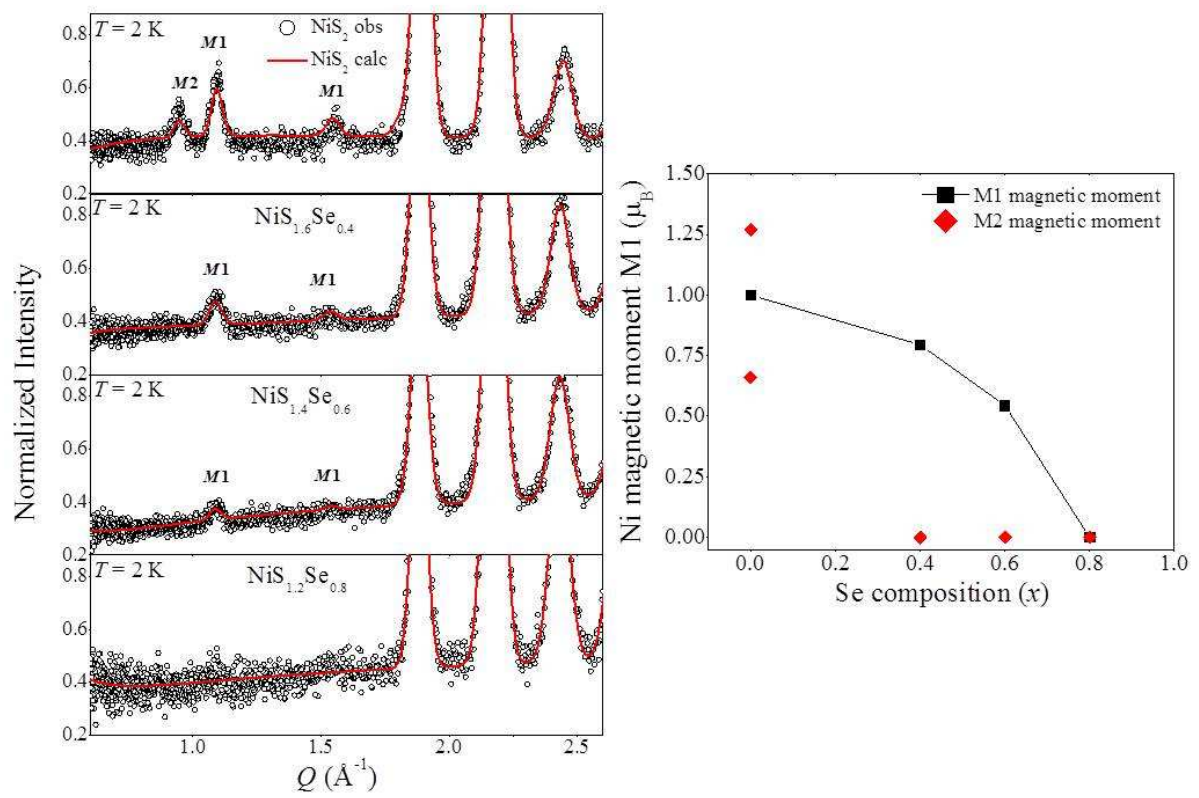 T = 2 K
NiS2 obs
NiS2 calc
M2
M1
M1
0.8
0.6
0.4
0.2
T = 2 K
NiS1.6Se0.4
M1
M1
0.8
0.6
0.4
0.2
T = 2 K
NiS1.4Se0.6
M1
M1
0.8
0.6
0.4
0.2
T = 2 K
NiS1.2Se0.8
0.8
0.6
0.4
0.2
1.0 1.5 2.0 2.5
Q (Å-1)
Normalized Intensity
M1 magnetic moment
M2 magnetic moment
1.50
1.25
1.00
0.75
0.50
0.25
0.00
0.0 0.2 0.4 0.6 0.8 1.0
Se composition (x)
Ni magnetic moment M1 (μB)